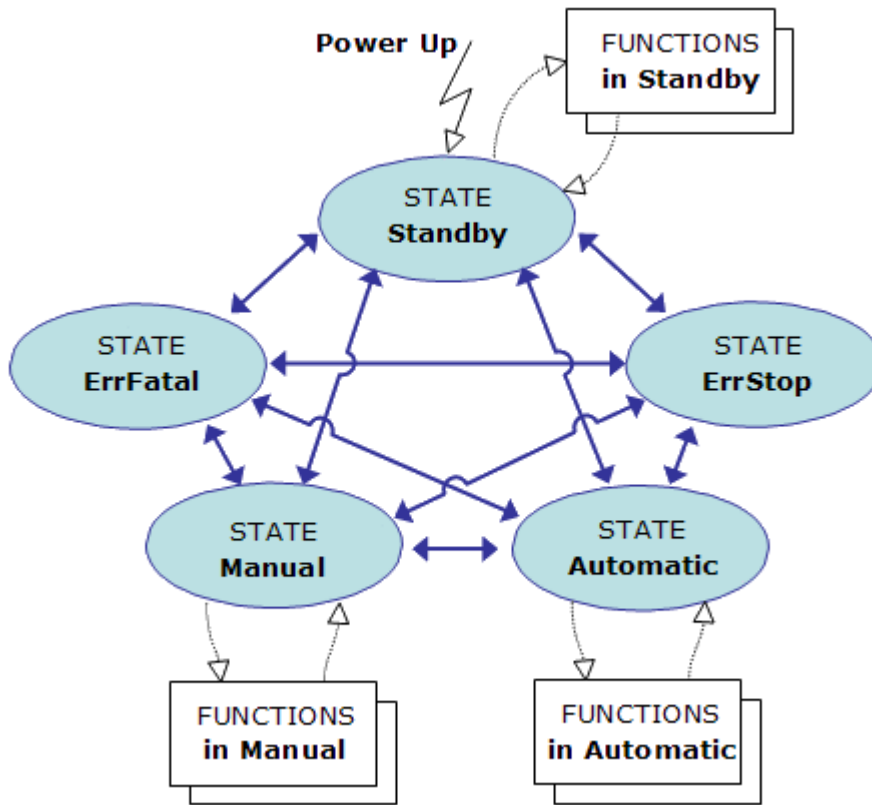 Power Up
FUNCTIONS
in Standby
STATE
Standby
STATE
ErrFatal
STATE
ErrStop
STATE
Manual
STATE
Automatic
FUNCTIONS
in Manual
FUNCTIONS
in Automatic